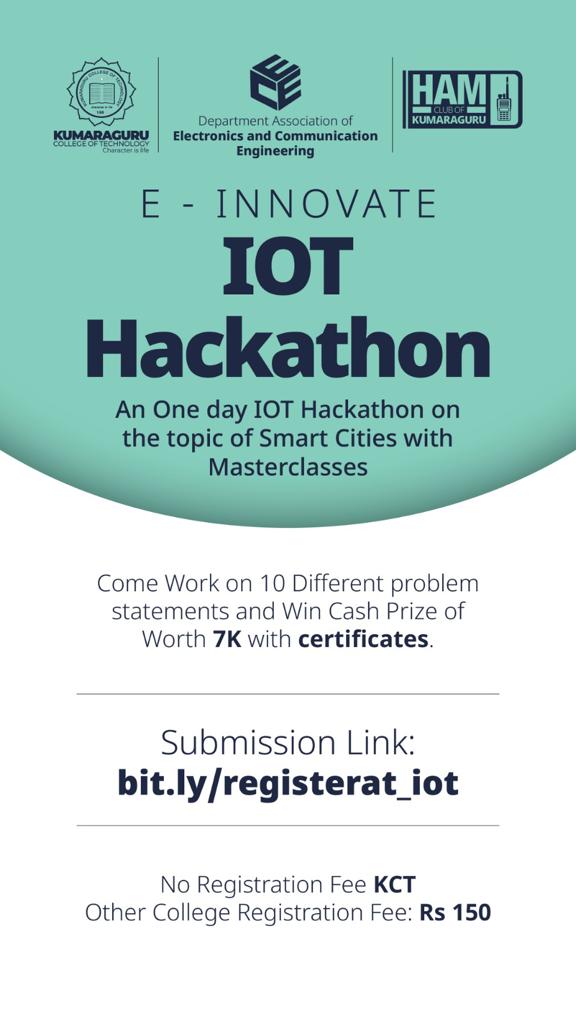 KUMARAGURU
COLLEGE OF TECHNOLOGY
Character is life
ECE
Department Association of
Electronics and Communication
Engineering
HAM
CLUB OF
KUMARAGURU
E - INNOVATE
IOT
Hackathon
An One day IOT Hackathon on
the topic of Smart Cities with
Masterclasses
Come Work on 10 Different problem
statements and Win Cash Prize of
Worth 7K with certificates.
Submission Link:
bit.ly/registerat_iot
No Registration Fee KCT
Other College Registration Fee: Rs 150